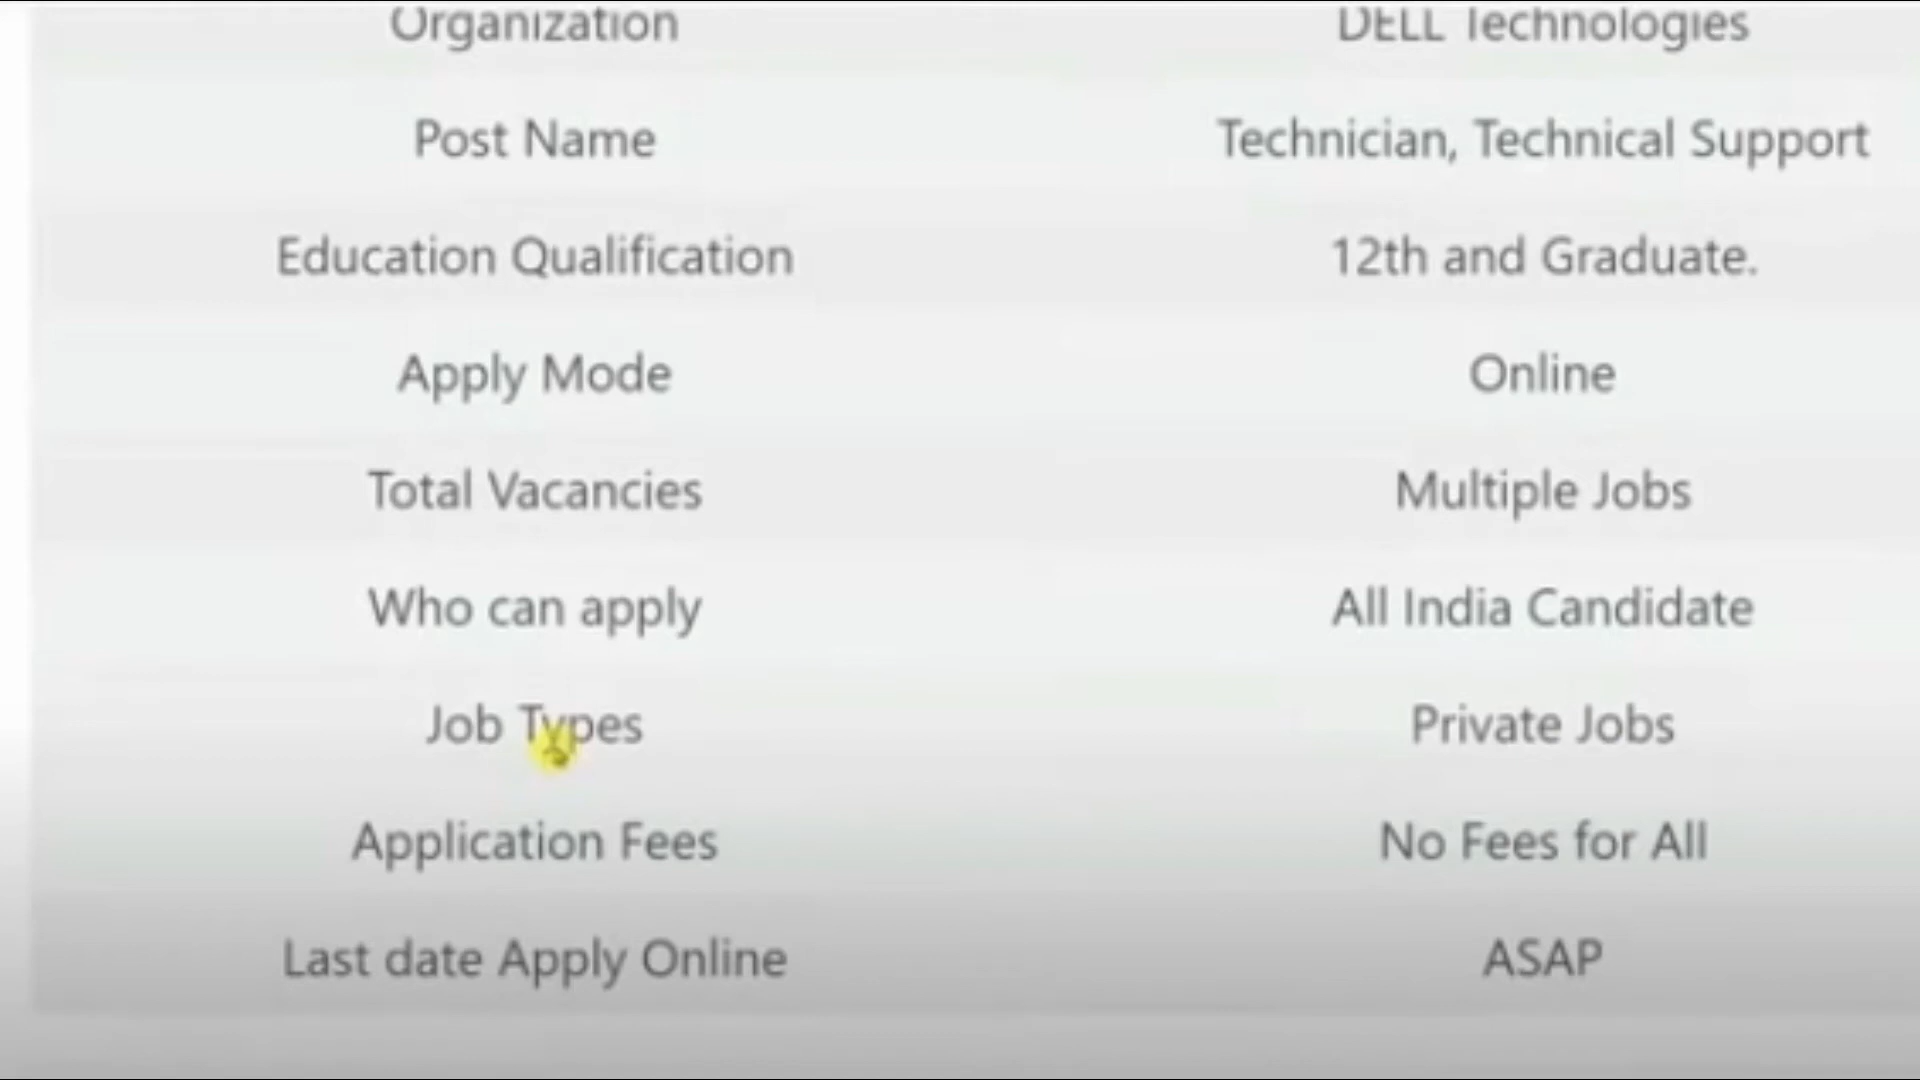 Organization DELL Technologies
Post Name Technician, Technical Support
Education Qualification 12th and Graduate.
Apply Mode Online
Total Vacancies Multiple Jobs
Who can apply All India Candidate
Job Types Private Jobs
Application Fees No Fees for All
Last date Apply Online ASAP